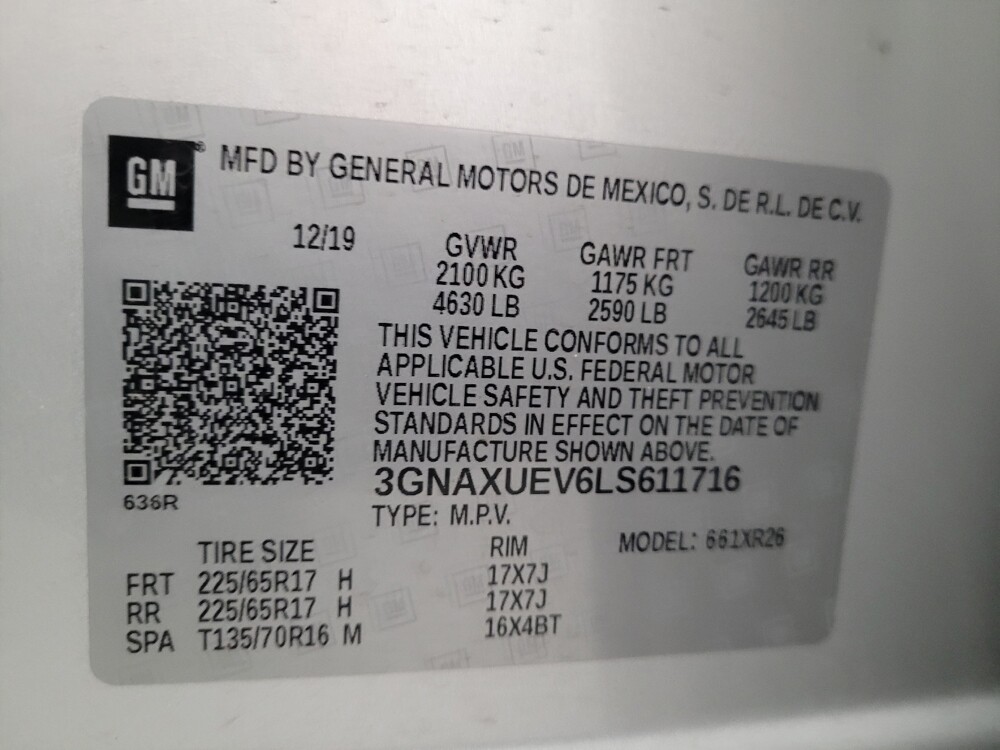 GM® MFD BY GENERAL MOTORS DE MEXICO, S. DE R.L. DE C.V.
12/19 GVWR GAWR FRT GAWR RR
2100 KG 1175 KG 1200 KG
4630 LB 2590 LB 2645 LB
THIS VEHICLE CONFORMS TO ALL
APPLICABLE U.S. FEDERAL MOTOR
VEHICLE SAFETY AND THEFT PREVENTION
STANDARDS IN EFFECT ON THE DATE OF
MANUFACTURE SHOWN ABOVE.
3GNAXUEV6LS611716
636R
TYPE: M.P.V.
TIRE SIZE RIM MODEL: 661XR26
FRT 225/65R17 H 17X7J
RR 225/65R17 H 17X7J
SPA T135/70R16 M 16X4BT